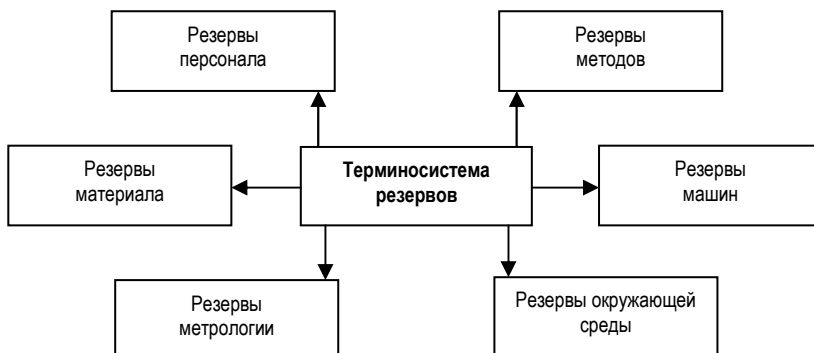 Резервы
персонала
Резервы
методов
Резервы
материала
Терминосистема
резервов
Резервы
машин
Резервы
метрологии
Резервы окружающей
среды